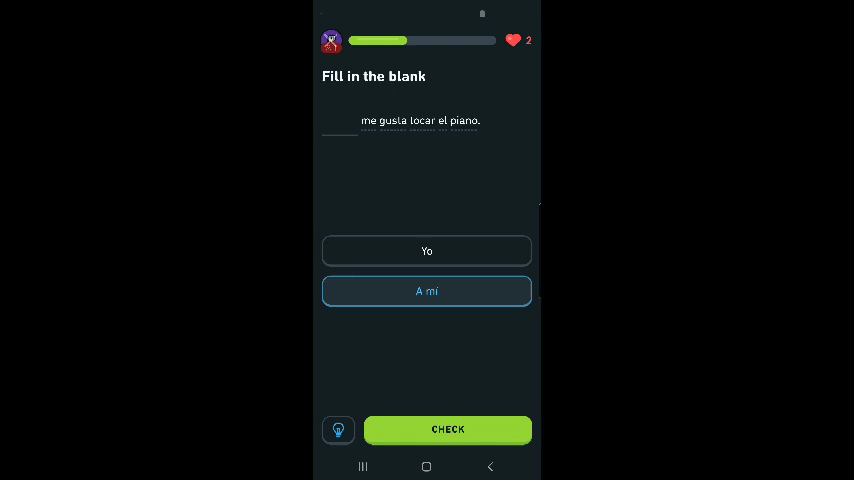 2
Fill in the blank
me gusta tocar el piano.
Yo
A mí
CHECK